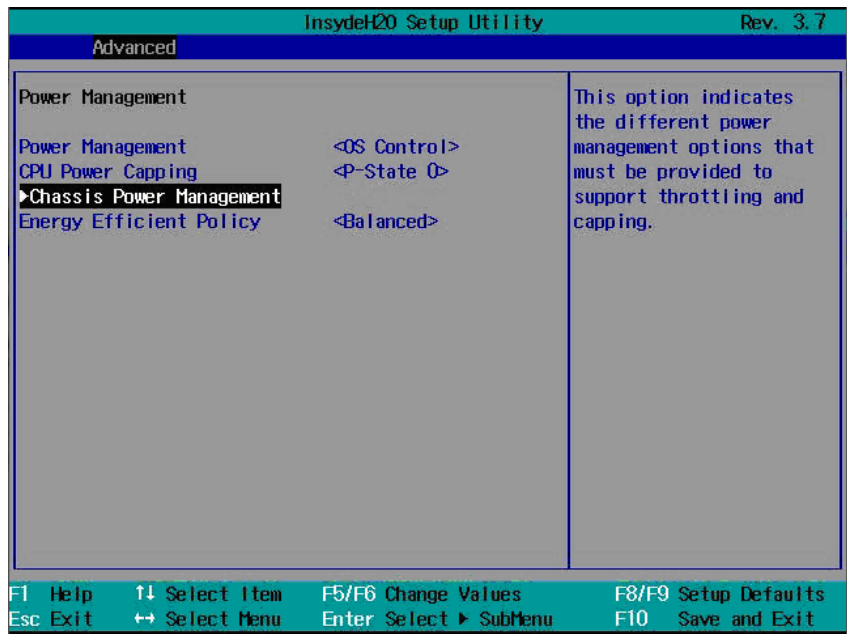 InsydeH2O Setup Utility Rev. 3.7
Advanced
Power Management
Power Management <OS Control>
CPU Power Capping <P-State 0>
▶Chassis Power Management
Energy Efficient Policy <Balanced>
This option indicates
the different power
management options that
must be provided to
support throttling and
capping.
F1 Help ↑↓ Select Item F5/F6 Change Values F8/F9 Setup Defaults
Esc Exit ↔ Select Menu Enter Select ▶ SubMenu F10 Save and Exit